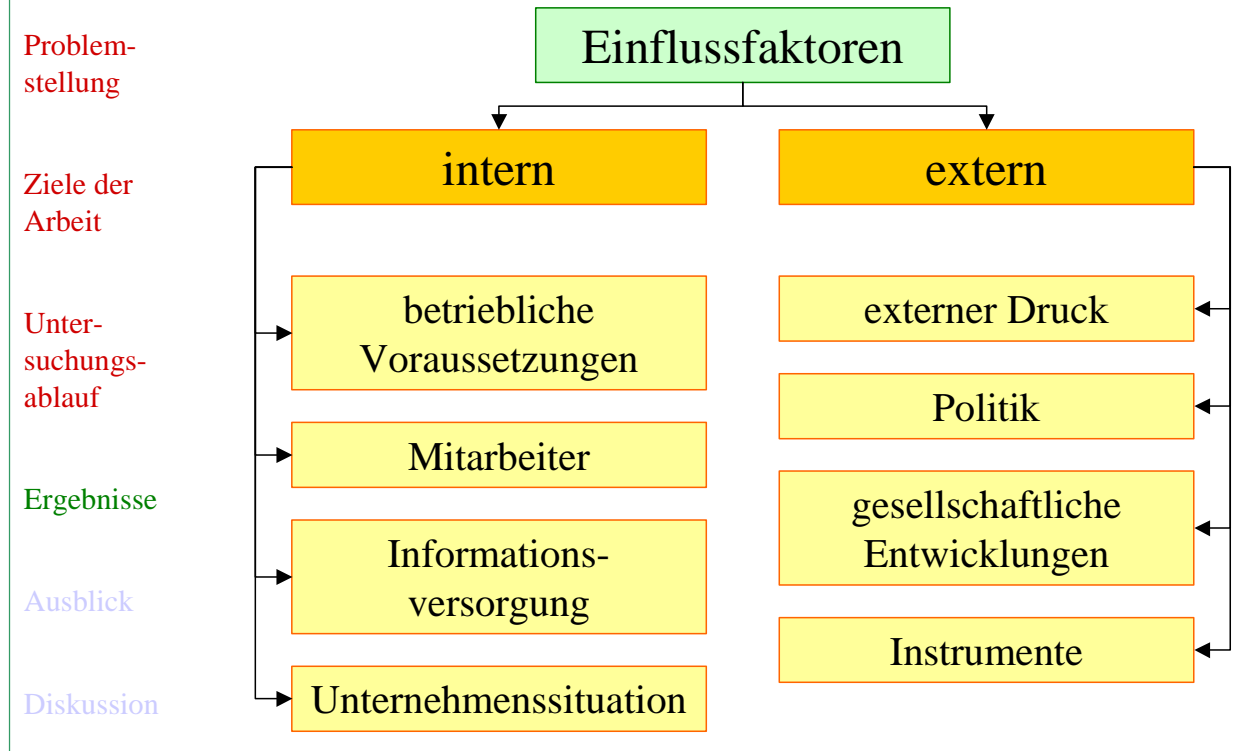 Problem-
stellung
Ziele der
Arbeit
Unter-
suchungs-
ablauf
Ergebnisse
Ausblick
Diskussion
Einflussfaktoren
intern
betriebliche
Voraussetzungen
Mitarbeiter
Informations-
versorgung
Unternehmenssituation
extern
externer Druck
Politik
gesellschaftliche
Entwicklungen
Instrumente